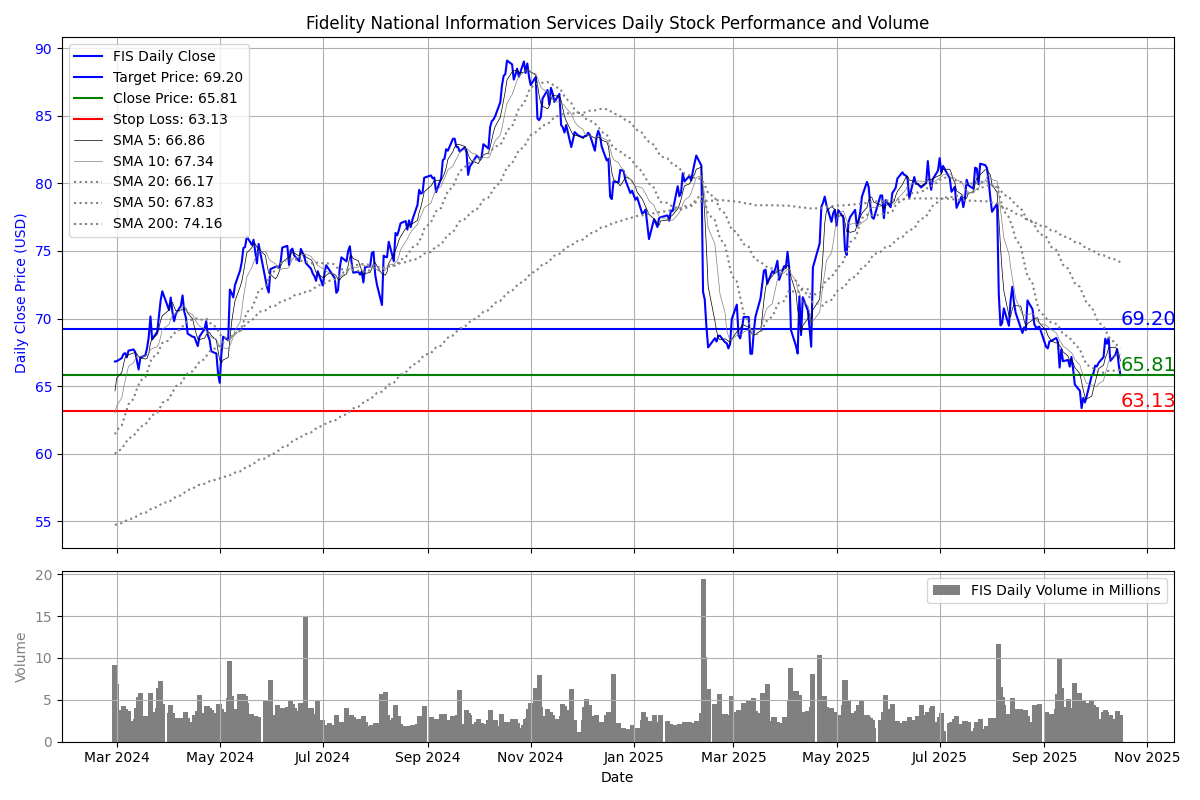 Fidelity National Information Services Daily Stock Performance and Volume
Daily Close Price (USD)
90
85
80
75
70
65
60
55
FIS Daily Close
Target Price: 69.20
Close Price: 65.81
Stop Loss: 63.13
SMA 5: 66.86
SMA 10: 67.34
SMA 20: 66.17
SMA 50: 67.83
SMA 200: 74.16
69.20
65.81
63.13
Volume
20
15
10
5
0
FIS Daily Volume in Millions
Mar 2024 May 2024 Jul 2024 Sep 2024 Nov 2024 Jan 2025 Mar 2025 May 2025 Jul 2025 Sep 2025 Nov 2025
Date